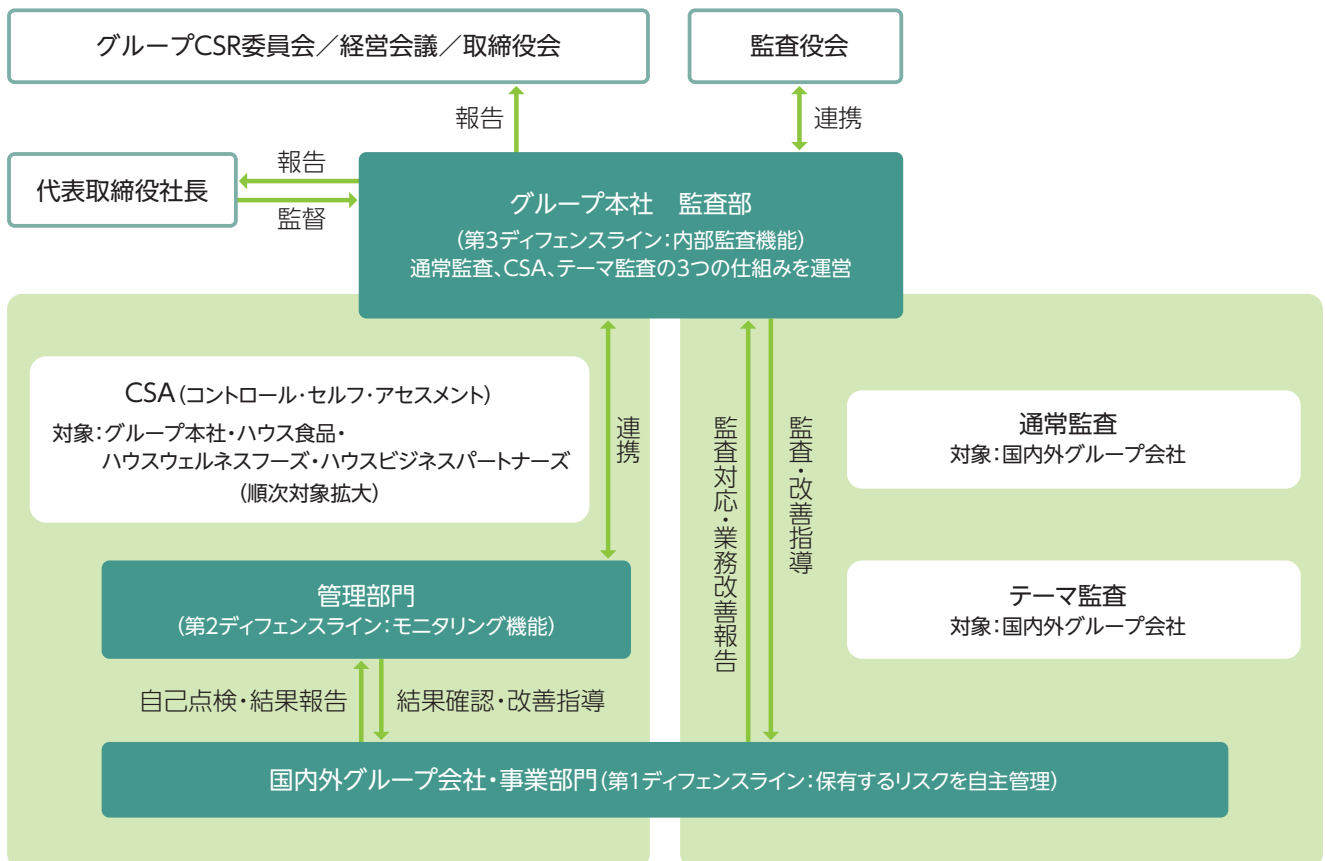 グループCSR委員会／経営会議／取締役会
監査役会
報告
連携
代表取締役社長
報告
監督
グループ本社　監査部
(第3ディフェンスライン：内部監査機能)
通常監査、CSA、テーマ監査の3つの仕組みを運営
CSA(コントロール・セルフ・アセスメント)
対象：グループ本社・ハウス食品・
ハウスウェルネスフーズ・ハウスビジネスパートナーズ
(順次対象拡大)
連携
監査対応・業務改善報告
監査・改善指導
通常監査
対象：国内外グループ会社
管理部門
(第2ディフェンスライン：モニタリング機能)
テーマ監査
対象：国内外グループ会社
自己点検・結果報告
結果確認・改善指導
国内外グループ会社・事業部門(第1ディフェンスライン：保有するリスクを自主管理)